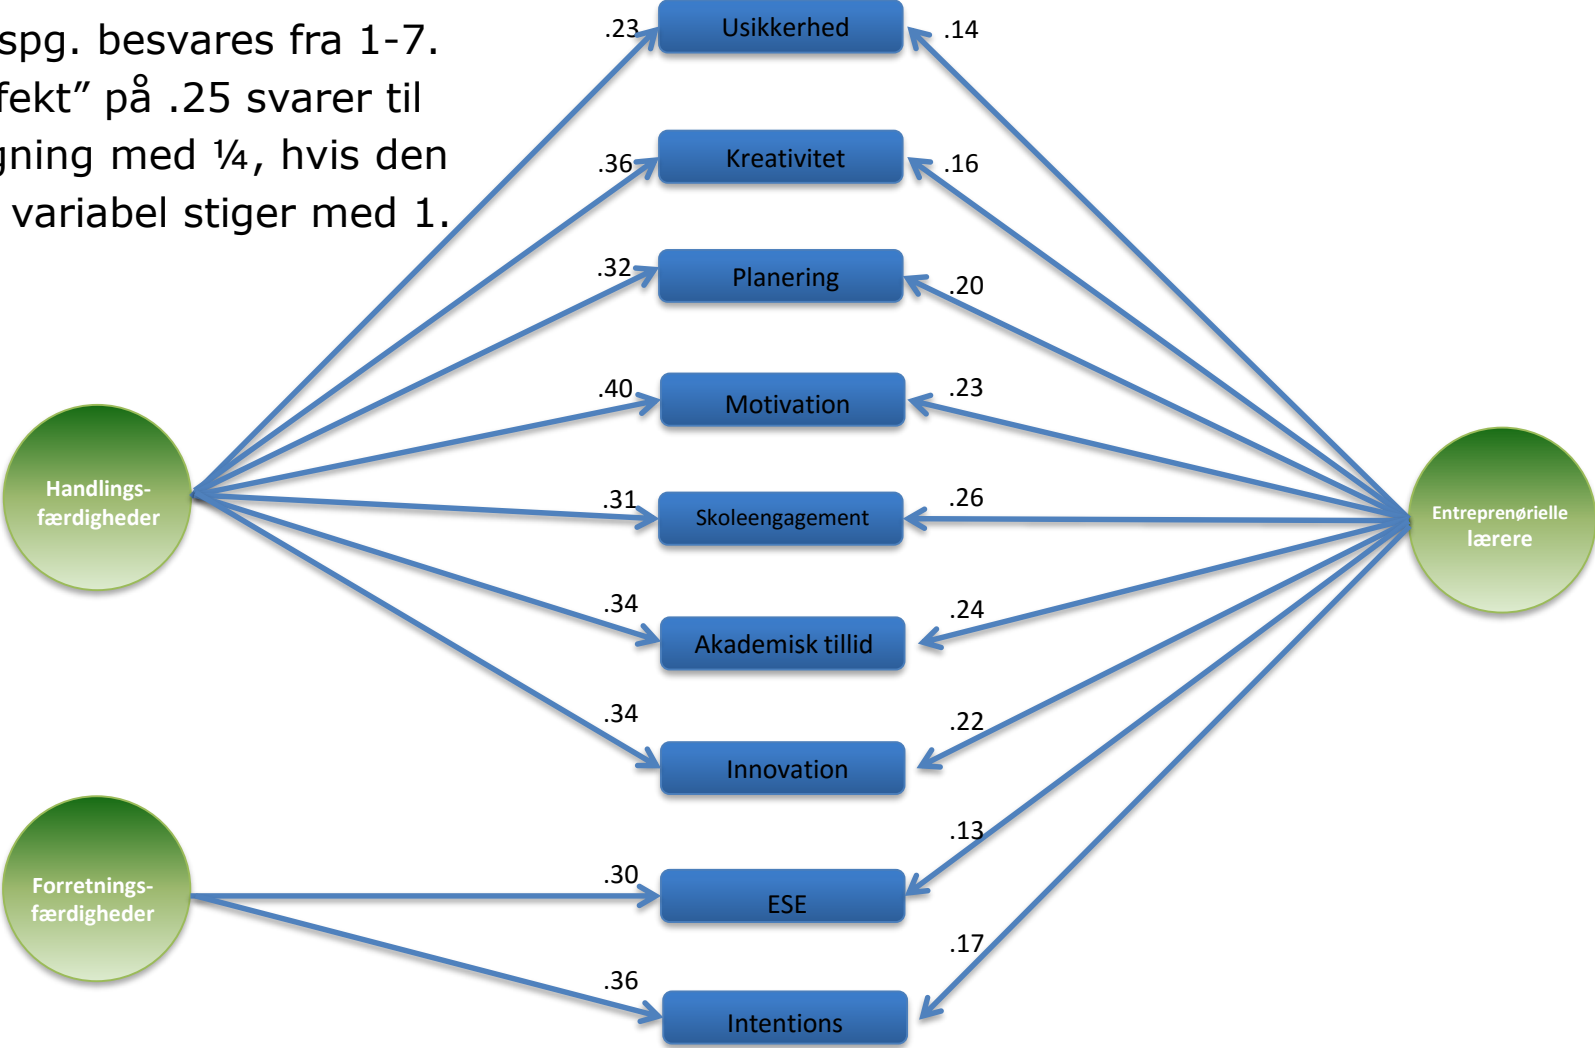 spg. besvares fra 1-7.
fekt” på .25 svarer til
gning med ¼, hvis den
variabel stiger med 1.
.23
Usikkerhed
.14
.36
Kreativitet
.16
.32
Planering
.20
.40
Motivation
.23
Handlings-
færdigheder
.31
Skoleengagement
.26
Entreprenørielle
lærere
.34
Akademisk tillid
.24
.34
Innovation
.22
Forretnings-
færdigheder
.30
ESE
.13
.36
Intentions
.17